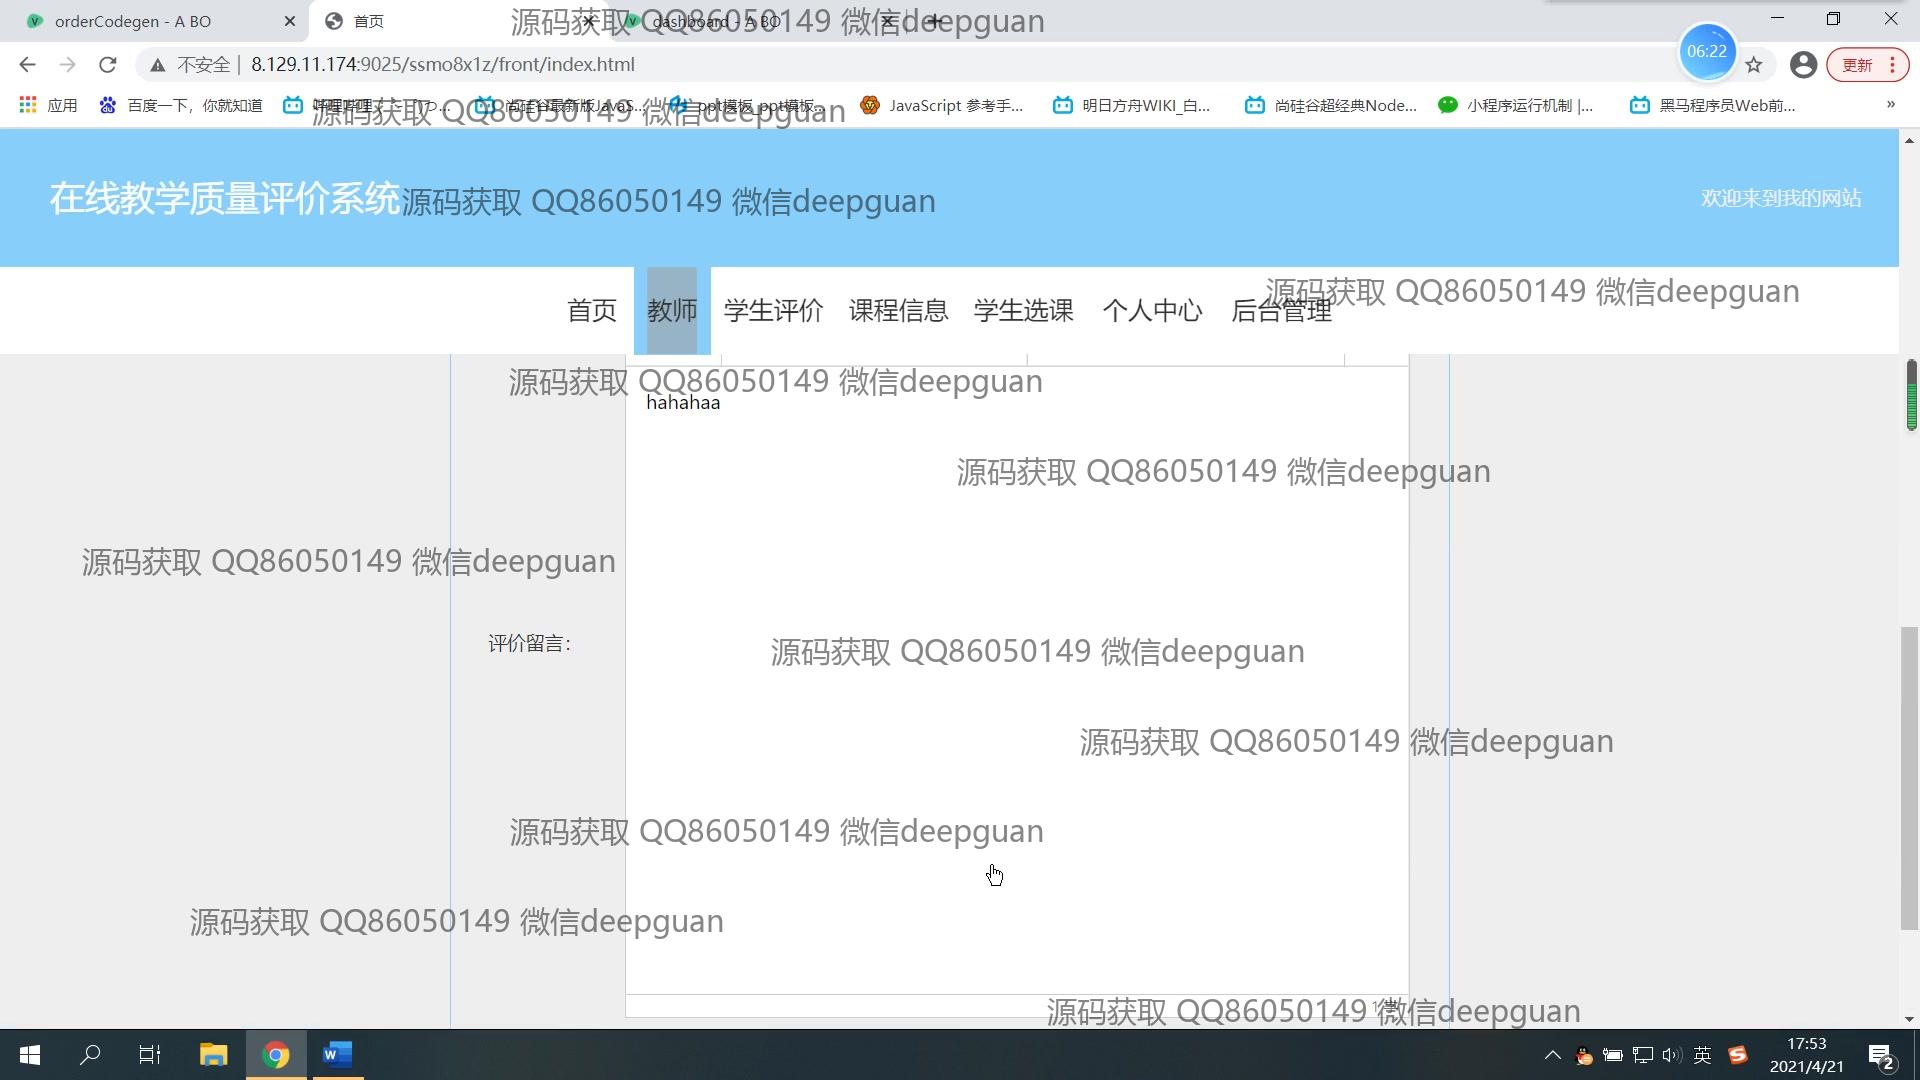 orderCodegen - A BO
首页
dashboard - A BO
源码获取 QQ86050149 微信deepguan
不安全 | 8.129.11.174:9025/ssmo8x1z/front/index.html
06:22
更新
应用
百度一下，你就知道
JavaScript 参考手...
明日方舟WIKI_白...
尚硅谷超经典Node...
小程序运行机制 |...
黑马程序员Web前...
»
源码获取 QQ86050149 微信deepguan
在线教学质量评价系统
源码获取 QQ86050149 微信deepguan
欢迎来到我的网站
源码获取 QQ86050149 微信deepguan
首页
教师
学生评价
课程信息
学生选课
个人中心
后台管理
源码获取 QQ86050149 微信deepguan
hahahaa
源码获取 QQ86050149 微信deepguan
源码获取 QQ86050149 微信deepguan
评价留言：
源码获取 QQ86050149 微信deepguan
源码获取 QQ86050149 微信deepguan
源码获取 QQ86050149 微信deepguan
源码获取 QQ86050149 微信deepguan
源码获取 QQ86050149 微信deepguan
英
17:53
2021/4/21
2